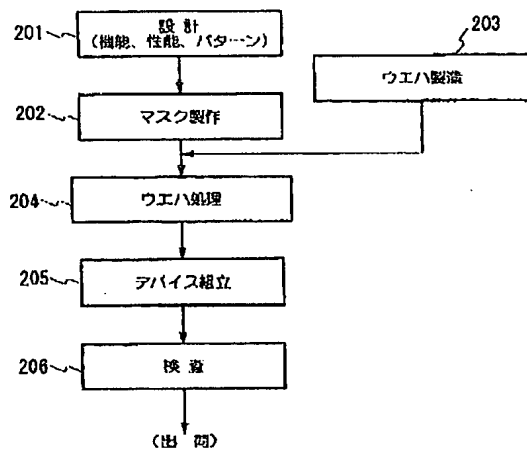 201
設 計
(機能、性能、パターン)
203
ウエハ製造
202
マスク製作
204
ウエハ処理
205
デバイス組立
206
検 査
(出 荷)